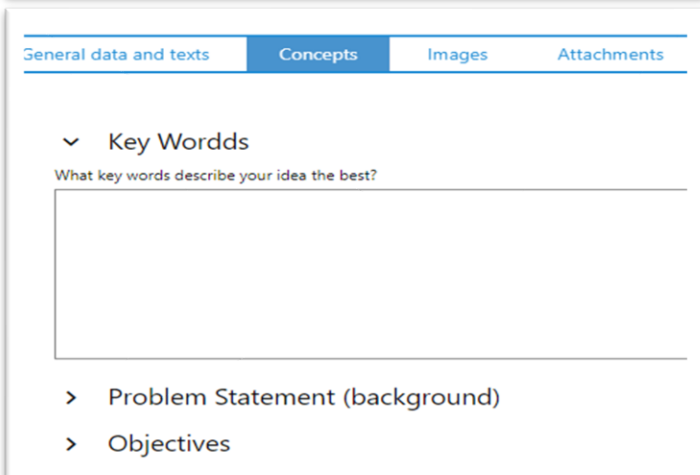 General data and texts Concepts Images Attachments
Key Wordds
What key words describe your idea the best?
Problem Statement (background)
Objectives